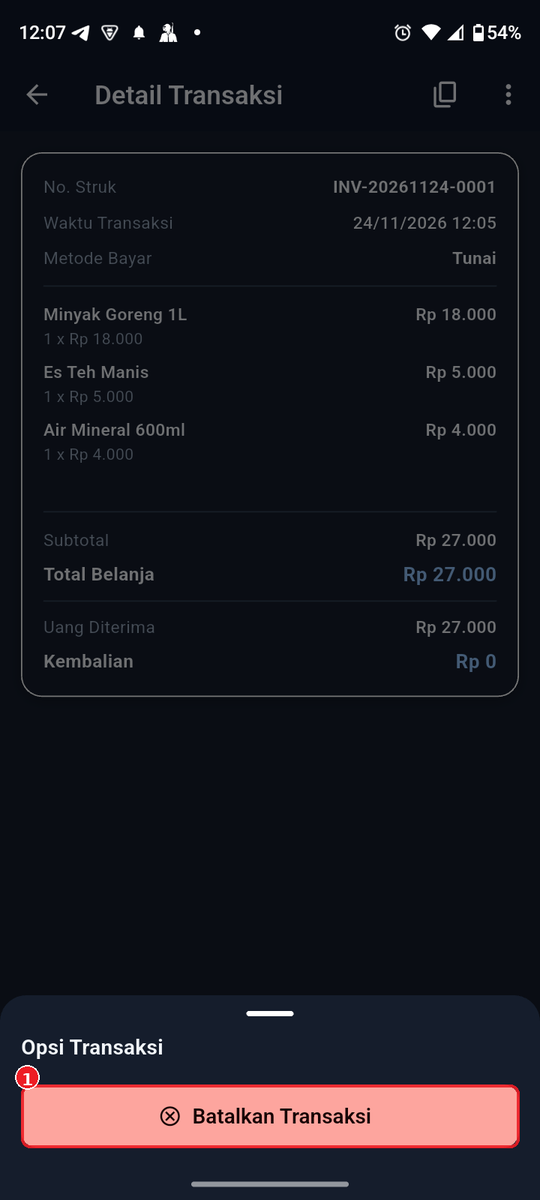 12:07 54%
Detail Transaksi
No. Struk INV-20261124-0001
Waktu Transaksi 24/11/2026 12:05
Metode Bayar Tunai
Minyak Goreng 1L Rp 18.000
1 x Rp 18.000
Es Teh Manis Rp 5.000
1 x Rp 5.000
Air Mineral 600ml Rp 4.000
1 x Rp 4.000
Subtotal Rp 27.000
Total Belanja Rp 27.000
Uang Diterima Rp 27.000
Kembalian Rp 0
Opsi Transaksi
1
Batalkan Transaksi